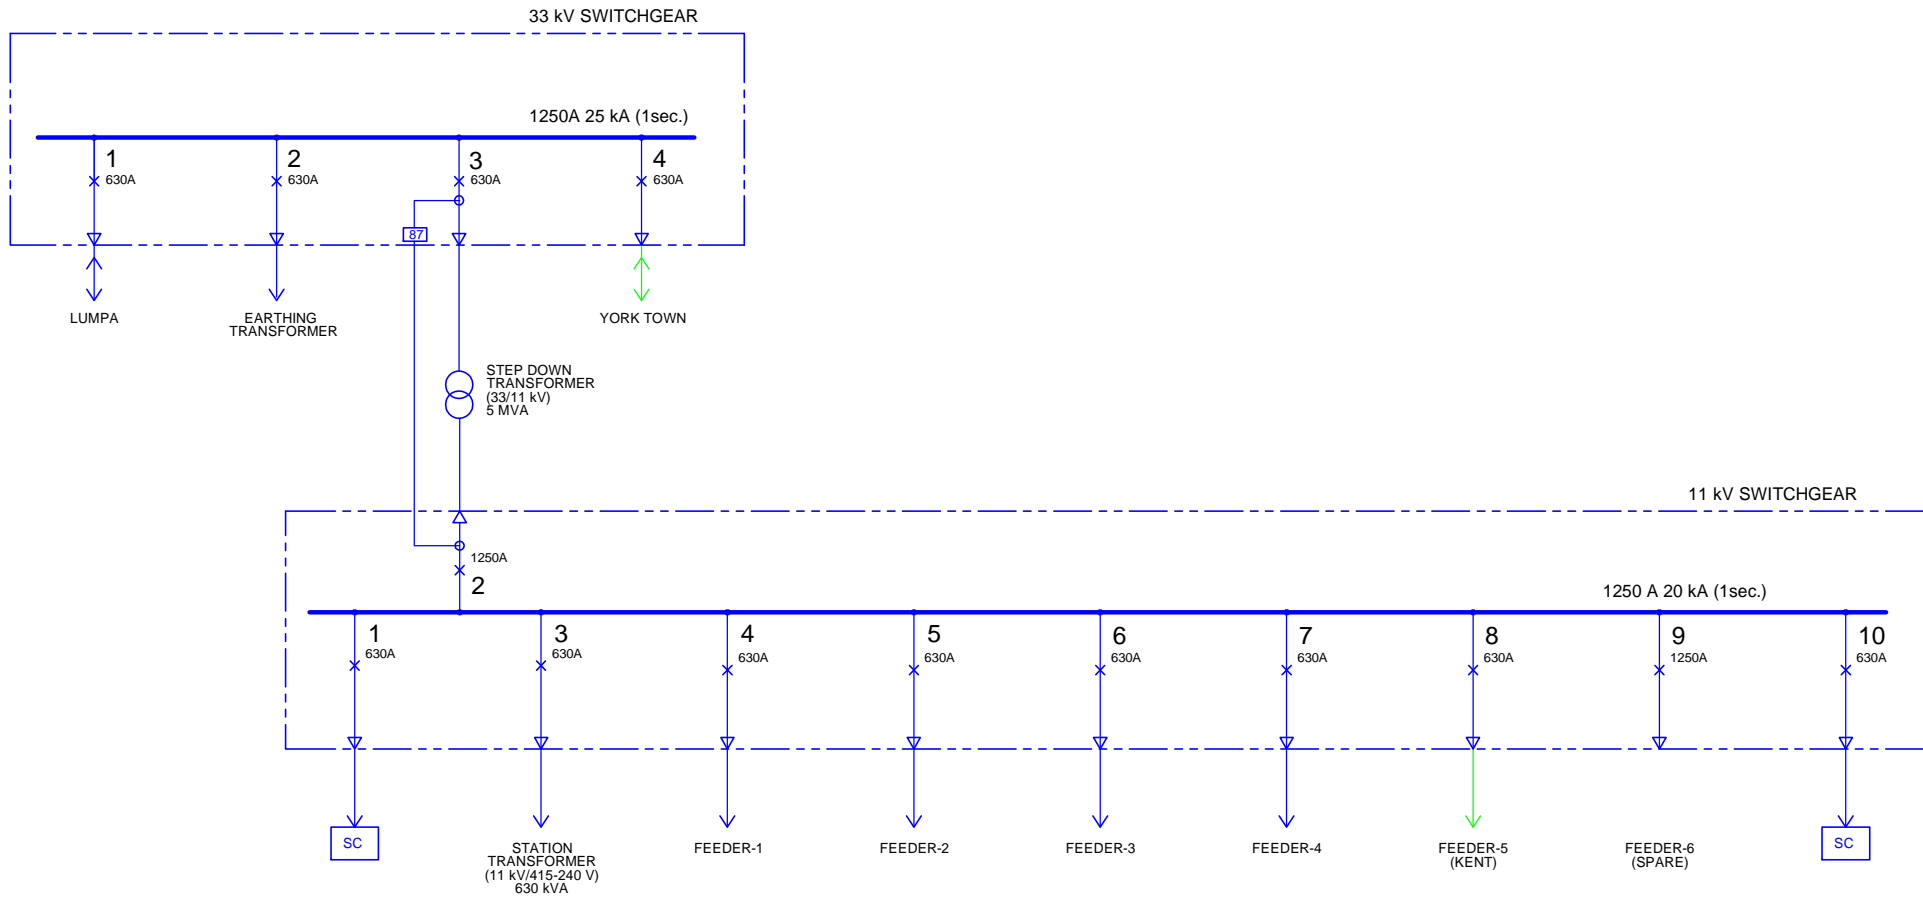 33 kV SWITCHGEAR
1250A 25 kA (1sec.)
1
630A
2
630A
3
630A
4
630A
87
LUMPA
EARTHING
TRANSFORMER
YORK TOWN
STEP DOWN
TRANSFORMER
(33/11 kV)
5 MVA
11 kV SWITCHGEAR
1250A
2
1250 A 20 kA (1sec.)
1
630A
3
630A
4
630A
5
630A
6
630A
7
630A
8
630A
9
1250A
10
630A
SC
STATION
TRANSFORMER
(11 kV/415-240 V)
630 kVA
FEEDER-1
FEEDER-2
FEEDER-3
FEEDER-4
FEEDER-5
(KENT)
FEEDER-6
(SPARE)
SC